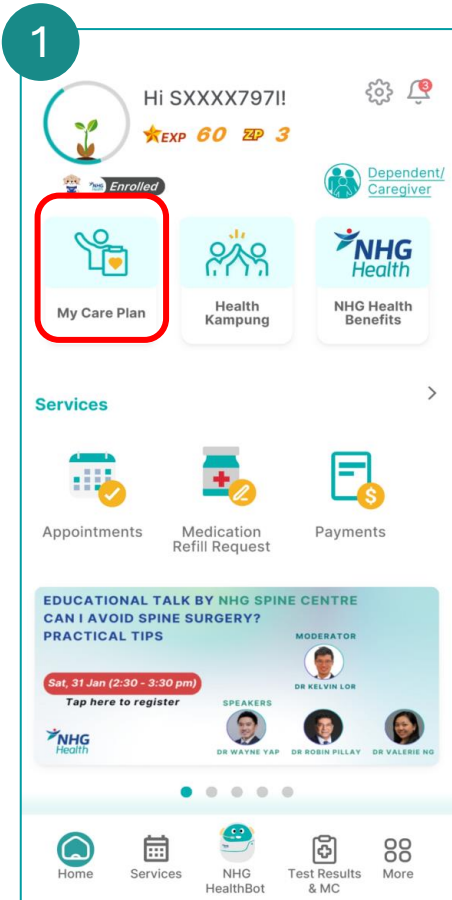 1
Hi SXXXX797I!
3
EXP 60 ZP 3
NHG Health Enrolled
Dependent/
Caregiver
My Care Plan
Health
Kampung
NHG
Health
NHG Health
Benefits
Services
Appointments
Medication
Refill Request
Payments
EDUCATIONAL TALK BY NHG SPINE CENTRE
CAN I AVOID SPINE SURGERY?
PRACTICAL TIPS
MODERATOR
DR KELVIN LOR
Sat, 31 Jan (2:30 - 3:30 pm)
Tap here to register
SPEAKERS
NHG
Health
DR WAYNE YAP
DR ROBIN PILLAY
DR VALERIE NG
Home
Services
NHG
HealthBot
Test Results
& MC
More